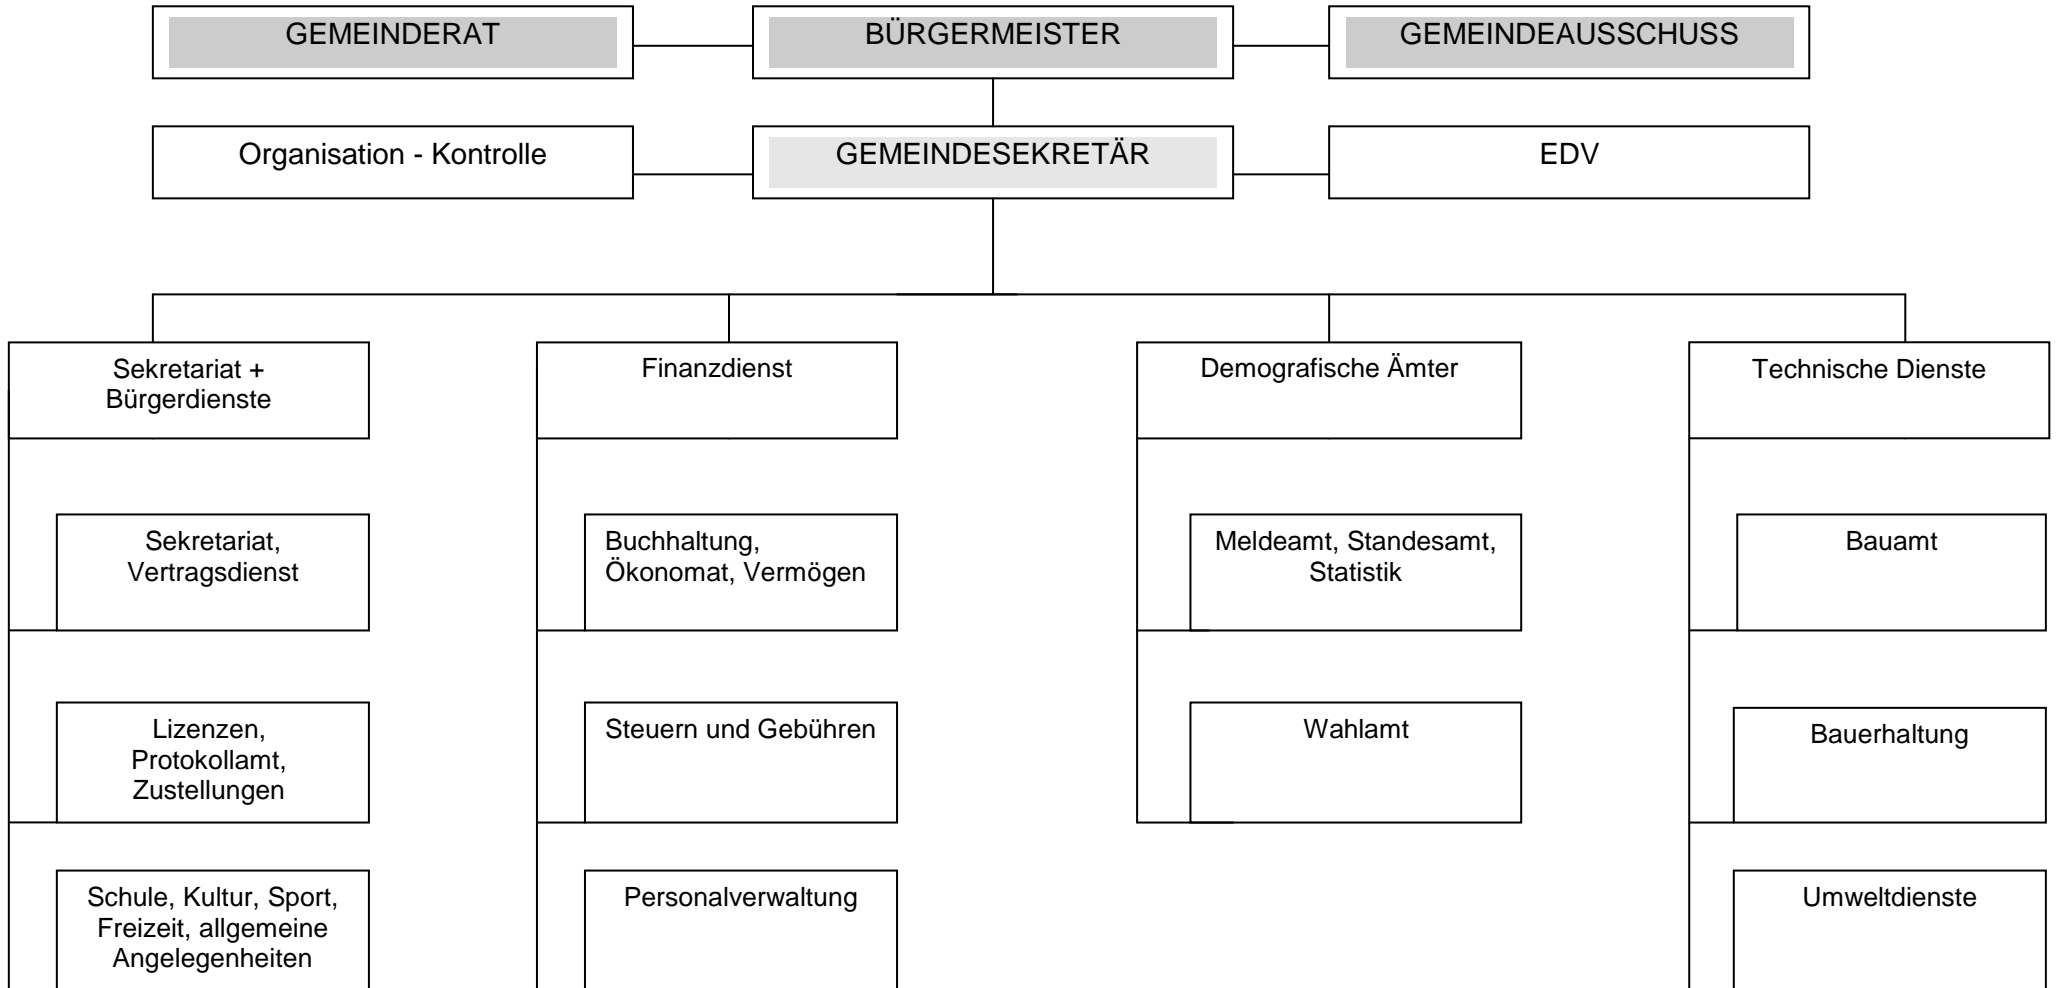 GEMEINDERAT
BÜRGERMEISTER
GEMEINDEAUSSCHUSS
Organisation - Kontrolle
GEMEINDESEKRETÄR
EDV
Sekretariat +
Bürgerdienste
Finanzdienst
Demografische Ämter
Technische Dienste
Sekretariat,
Vertragsdienst
Buchhaltung,
Ökonomat, Vermögen
Meldeamt, Standesamt,
Statistik
Bauamt
Lizenzen,
Protokollamt,
Zustellungen
Steuern und Gebühren
Wahlamt
Bauerhaltung
Schule, Kultur, Sport,
Freizeit, allgemeine
Angelegenheiten
Personalverwaltung
Umweltdienste